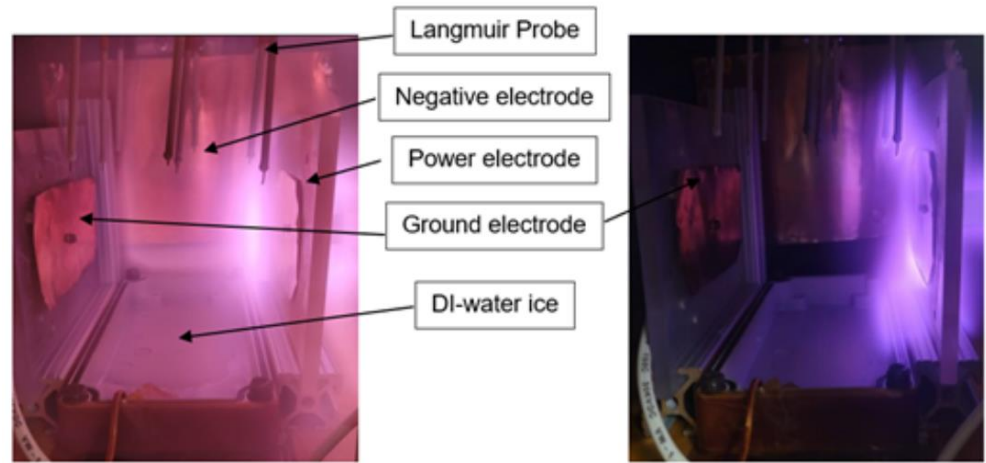 Langmuir Probe
Negative electrode
Power electrode
Ground electrode
DI-water ice